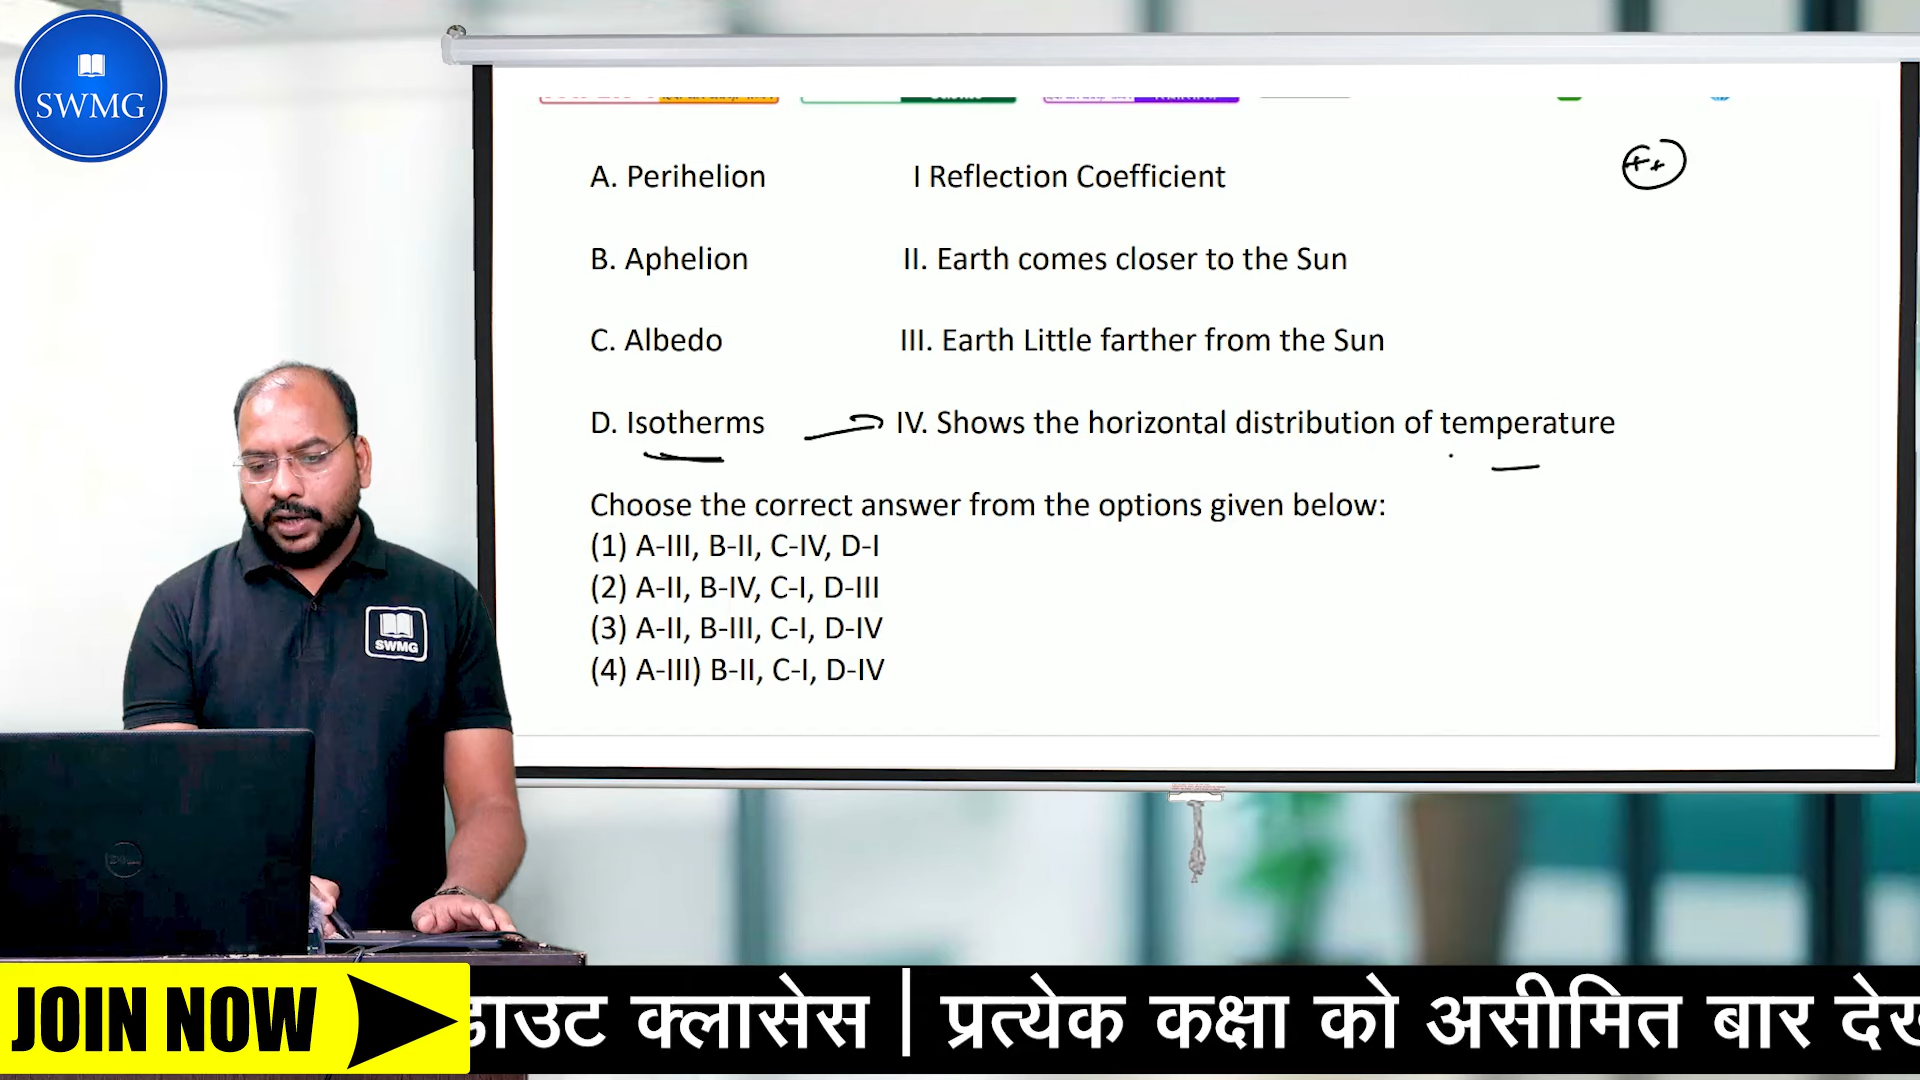 SWMG
A. Perihelion I Reflection Coefficient
B. Aphelion II. Earth comes closer to the Sun
C. Albedo III. Earth Little farther from the Sun
D. Isotherms IV. Shows the horizontal distribution of temperature
Choose the correct answer from the options given below:
(1) A-III, B-II, C-IV, D-I
(2) A-II, B-IV, C-I, D-III
(3) A-II, B-III, C-I, D-IV
(4) A-III) B-II, C-I, D-IV
SWMG
DELL
JOIN NOW
डाउट क्लासेस | प्रत्येक कक्षा को असीमित बार देख